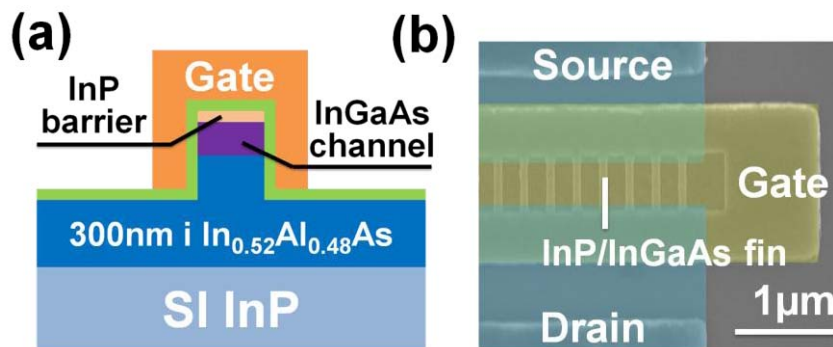 (a)
Gate
InP
barrier
InGaAs
channel
300nm i In₀.₅₂Al₀.₄₈As
SI InP
(b)
Source
Gate
InP/InGaAs fin
Drain
1μm